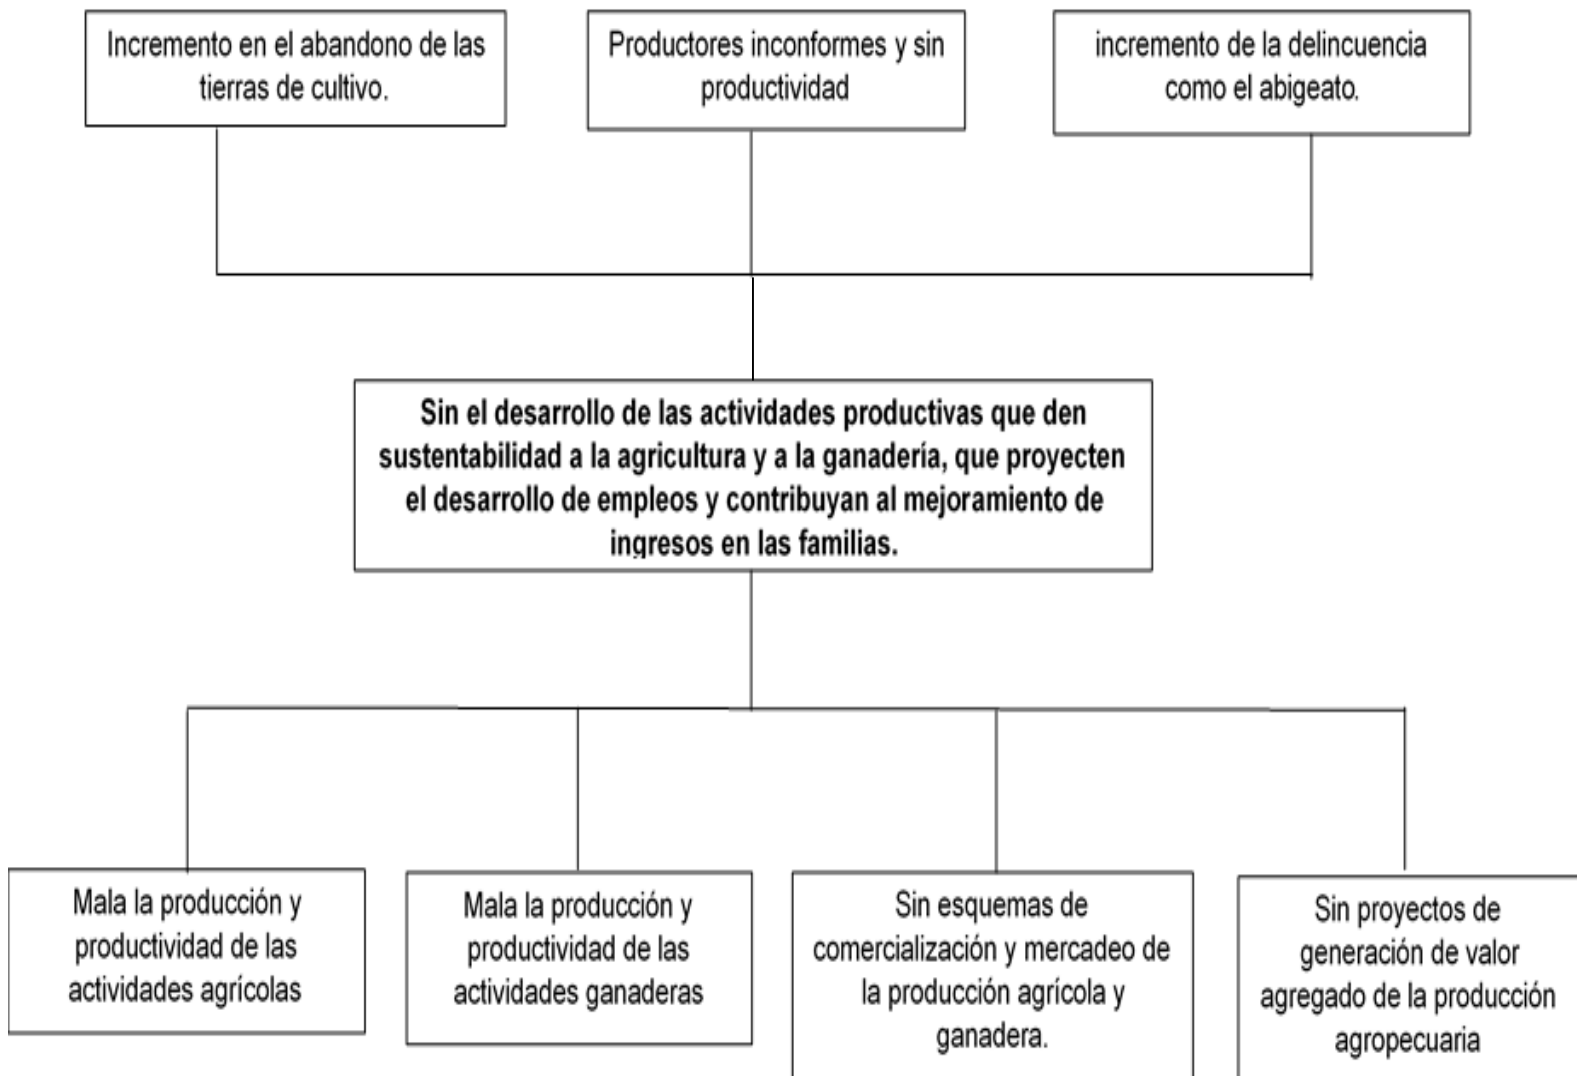 Incremento en el abandono de las
tierras de cultivo.
Productores inconformes y sin
productividad
incremento de la delincuencia
como el abigeato.
Sin el desarrollo de las actividades productivas que den
sustentabilidad a la agricultura y a la ganadería, que proyecten
el desarrollo de empleos y contribuyan al mejoramiento de
ingresos en las familias.
Mala la producción y
productividad de las
actividades agrícolas
Mala la producción y
productividad de las
actividades ganaderas
Sin esquemas de
comercialización y mercadeo de
la producción agrícola y
ganadera.
Sin proyectos de
generación de valor
agregado de la producción
agropecuaria